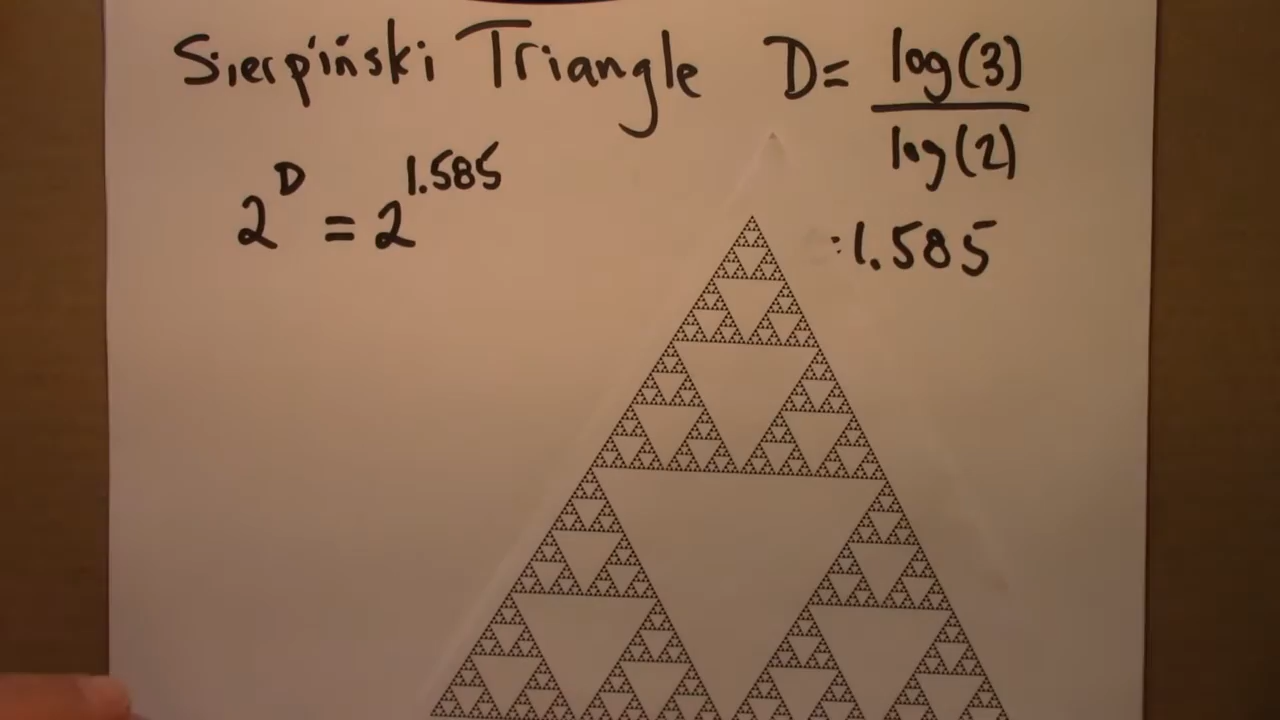 Sierpiński Triangle D = log(3) / log(2)
2^D = 2^1.585
: 1.585